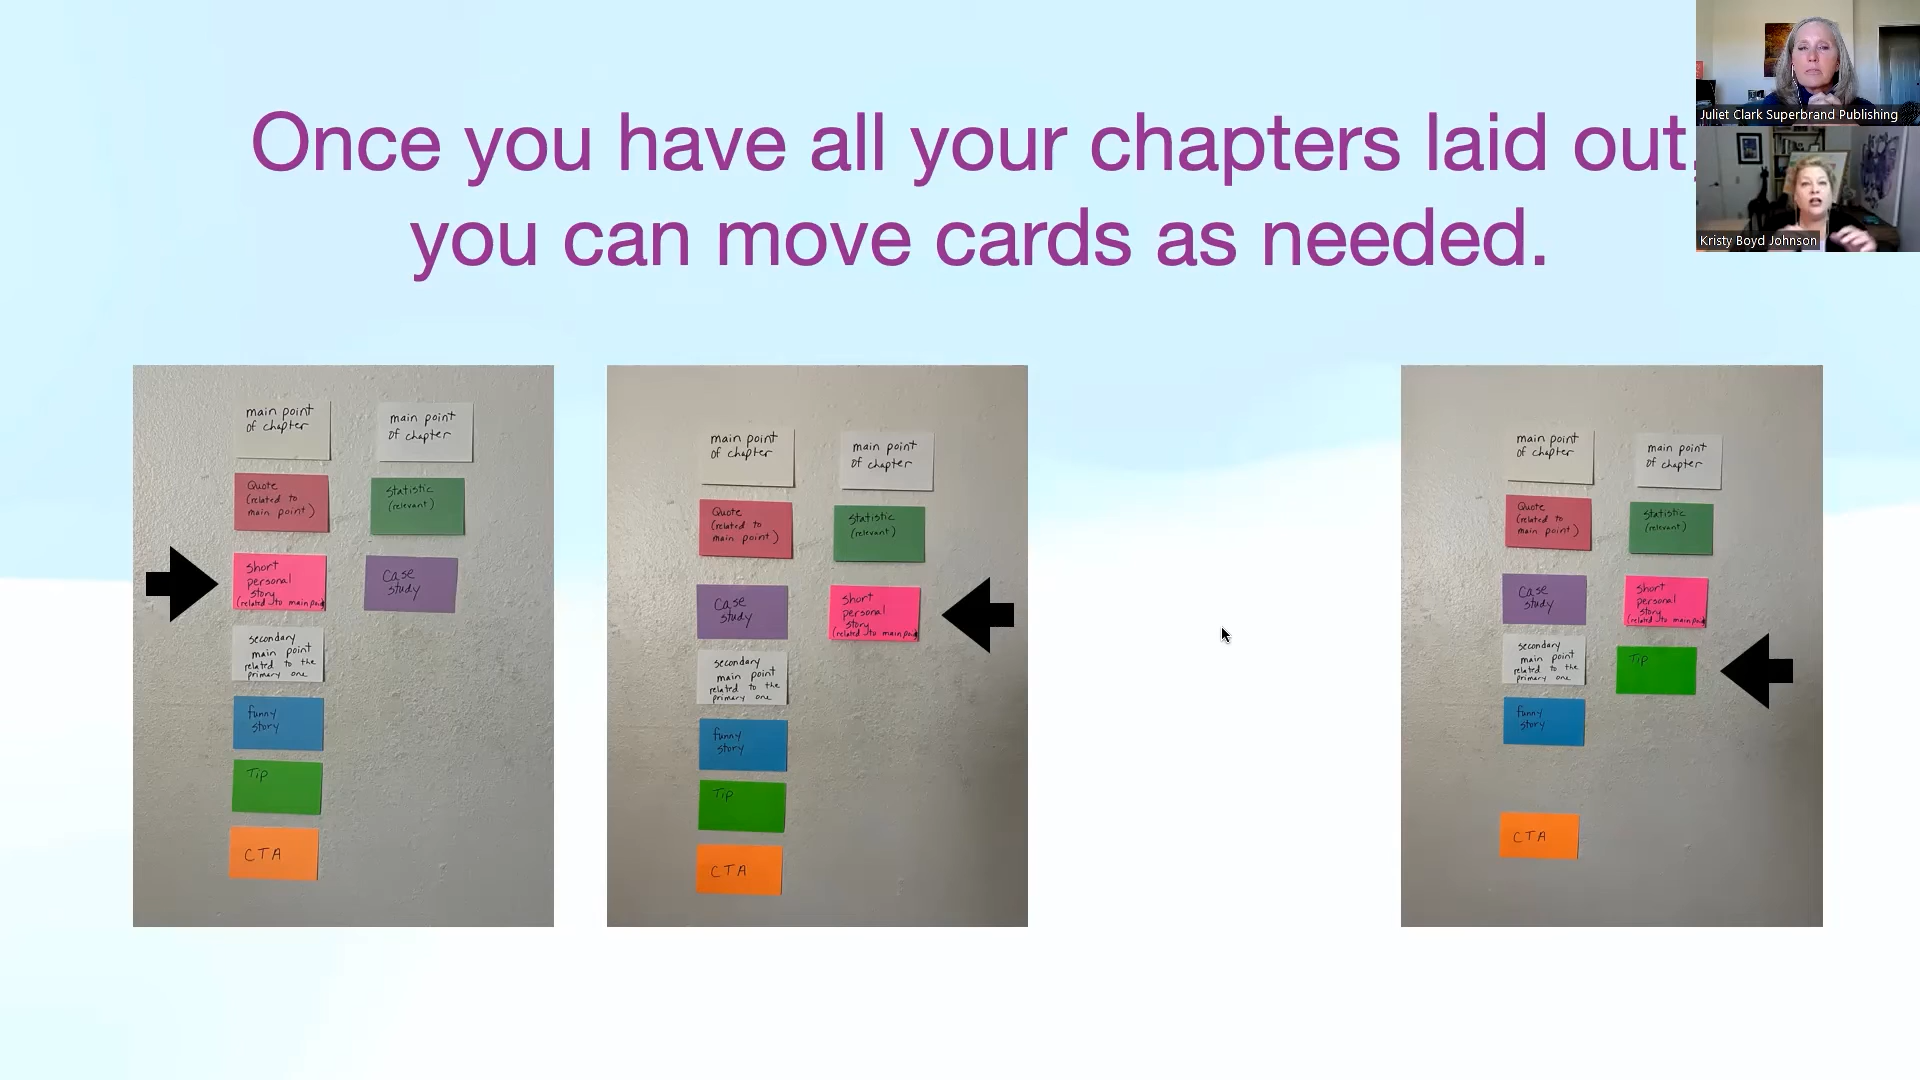 Once you have all your chapters laid out,
you can move cards as needed.
Juliet Clark Superbrand Publishing
Kristy Boyd Johnson
main point
of chapter
Quote
(related to
main point)
short
personal
story
(related to main point)
secondary
main point
related to the
primary one
funny
story
Tip
CTA
main point
of chapter
Statistic
(relevant)
Case
study
main point
of chapter
Quote
(related to
main point)
Case
study
secondary
main point
related to the
primary one
funny
story
Tip
CTA
main point
of chapter
Statistic
(relevant)
short
personal
story
(related to main point)
main point
of chapter
Quote
(related to
main point)
Case
study
secondary
main point
related to the
primary one
funny
story
CTA
main point
of chapter
Statistic
(relevant)
short
personal
story
(related to main point)
Tip